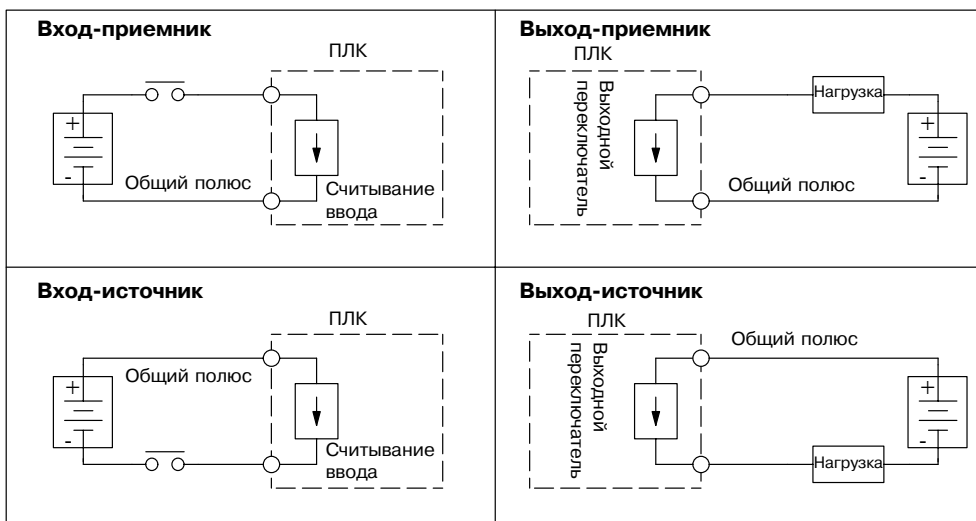 Вход-приемник
ПЛК
+
-
Общий полюс
Считывание
ввода
Выход-приемник
ПЛК
Выходной
переключатель
Нагрузка
+
-
Общий полюс
Вход-источник
ПЛК
Общий полюс
+
-
Считывание
ввода
Выход-источник
ПЛК
Выходной
переключатель
Общий полюс
+
-
Нагрузка